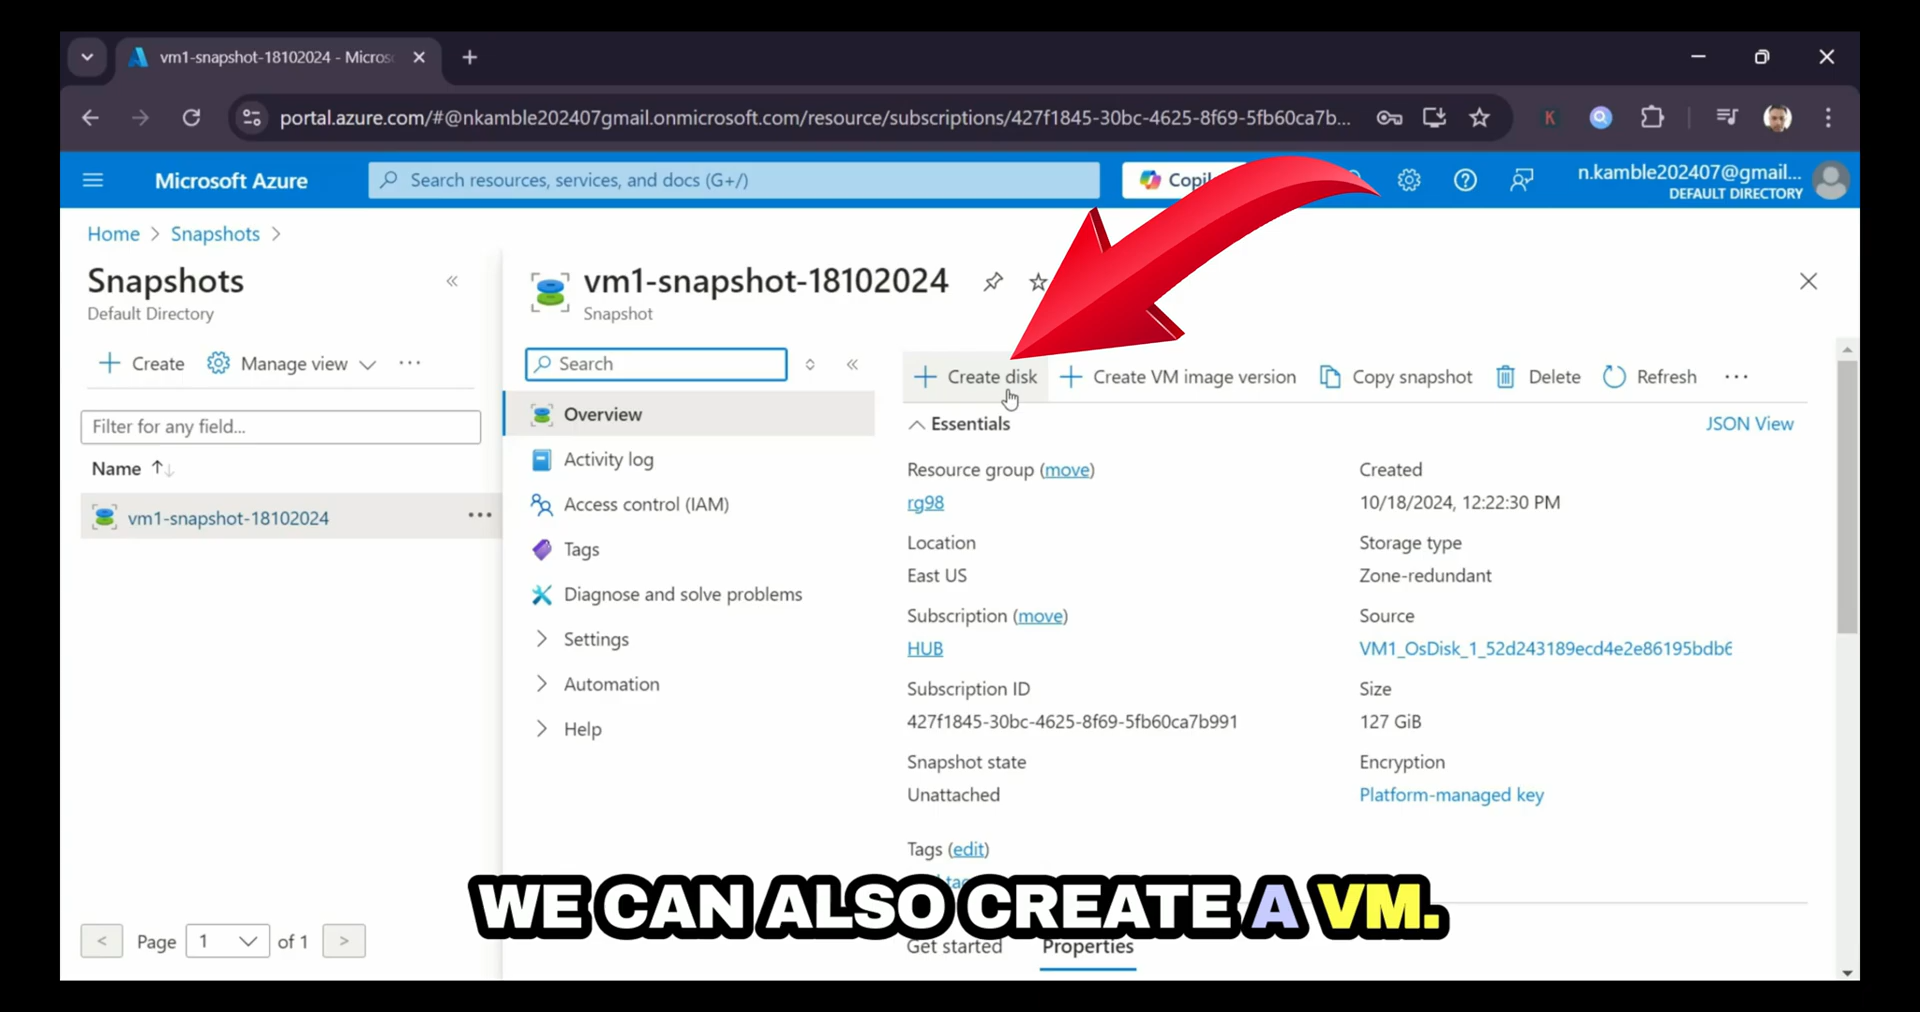 vm1-snapshot-18102024 - Micros
portal.azure.com/#@nkamble202407gmail.onmicrosoft.com/resource/subscriptions/427f1845-30bc-4625-8f69-5fb60ca7b...
K
Microsoft Azure
Search resources, services, and docs (G+/)
Copil
n.kamble202407@gmail...
DEFAULT DIRECTORY
Home > Snapshots >
Snapshots
Default Directory
Create
Manage view
Filter for any field...
Name
vm1-snapshot-18102024
Page 1 of 1
vm1-snapshot-18102024
Snapshot
Search
Overview
Activity log
Access control (IAM)
Tags
Diagnose and solve problems
Settings
Automation
Help
Create disk
Create VM image version
Copy snapshot
Delete
Refresh
Essentials
JSON View
Resource group (move)
rg98
Location
East US
Subscription (move)
HUB
Subscription ID
427f1845-30bc-4625-8f69-5fb60ca7b991
Snapshot state
Unattached
Created
10/18/2024, 12:22:30 PM
Storage type
Zone-redundant
Source
VM1_OsDisk_1_52d243189ecd4e2e86195bdb6
Size
127 GiB
Encryption
Platform-managed key
Tags (edit)
WE CAN ALSO CREATE A VM.
Get started
Properties